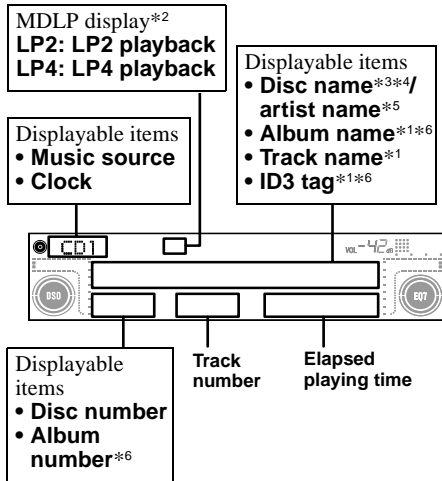 MDLP display*2
LP2: LP2 playback
LP4: LP4 playback
Displayable items
• Disc name*3*4/
artist name*5
• Album name*1*6
• Track name*1
• ID3 tag*1*6
Displayable items
• Music source
• Clock
CD1
VOL -42dB
DSO
EQ7
Displayable
items
• Disc number
• Album
number*6
Track
number
Elapsed
playing time